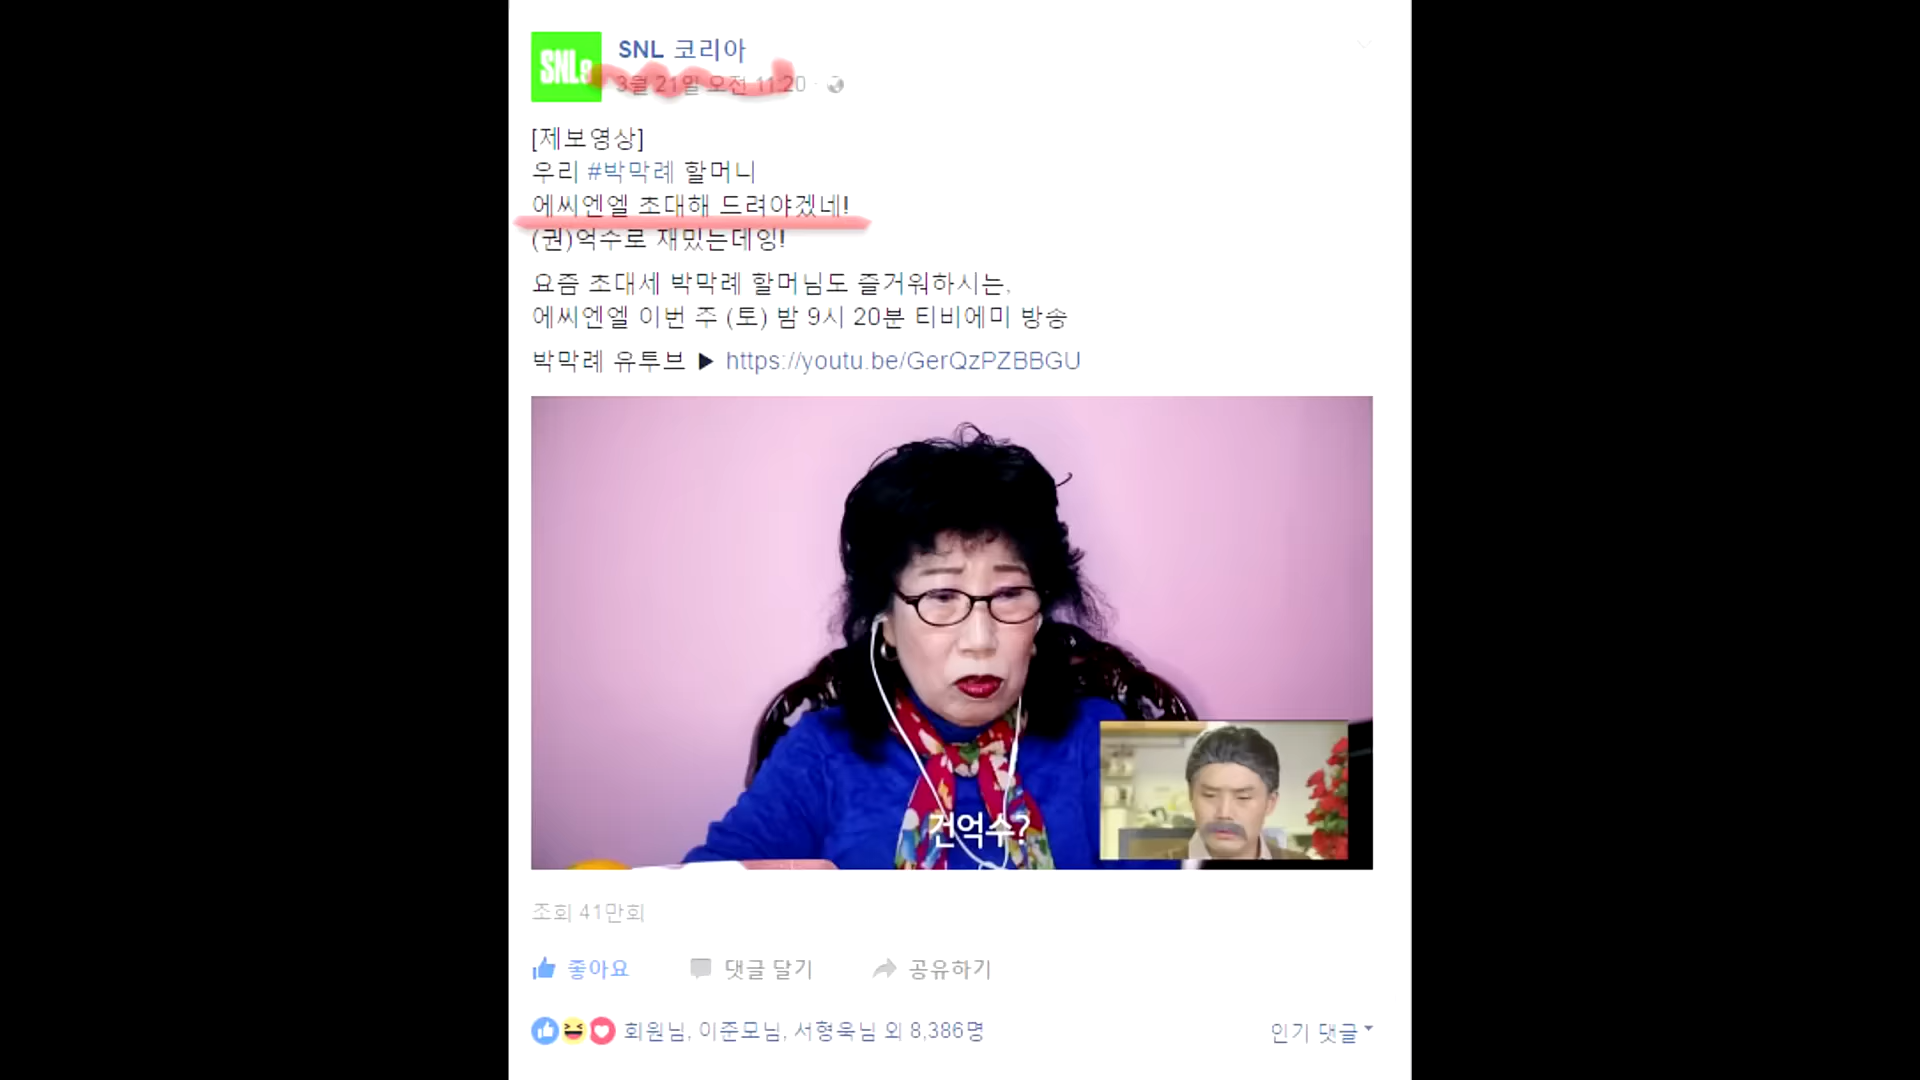 SNL8
SNL 코리아
3월 21일 오전 11:20
[제보영상]
우리 #박막례 할머니
에씨엔엘 초대해 드려야겠네!
(권)억수로 재밌는데잉!
요즘 초대세 박막례 할머님도 즐거워하시는,
에씨엔엘 이번 주 (토) 밤 9시 20분 티비에미 방송
박막례 유투브 ▶ https://youtu.be/GerQzPZBBGU
건억수?
조회 41만회
좋아요 댓글 달기 공유하기
회원님, 이준모님, 서형욱님 외 8,386명 인기 댓글